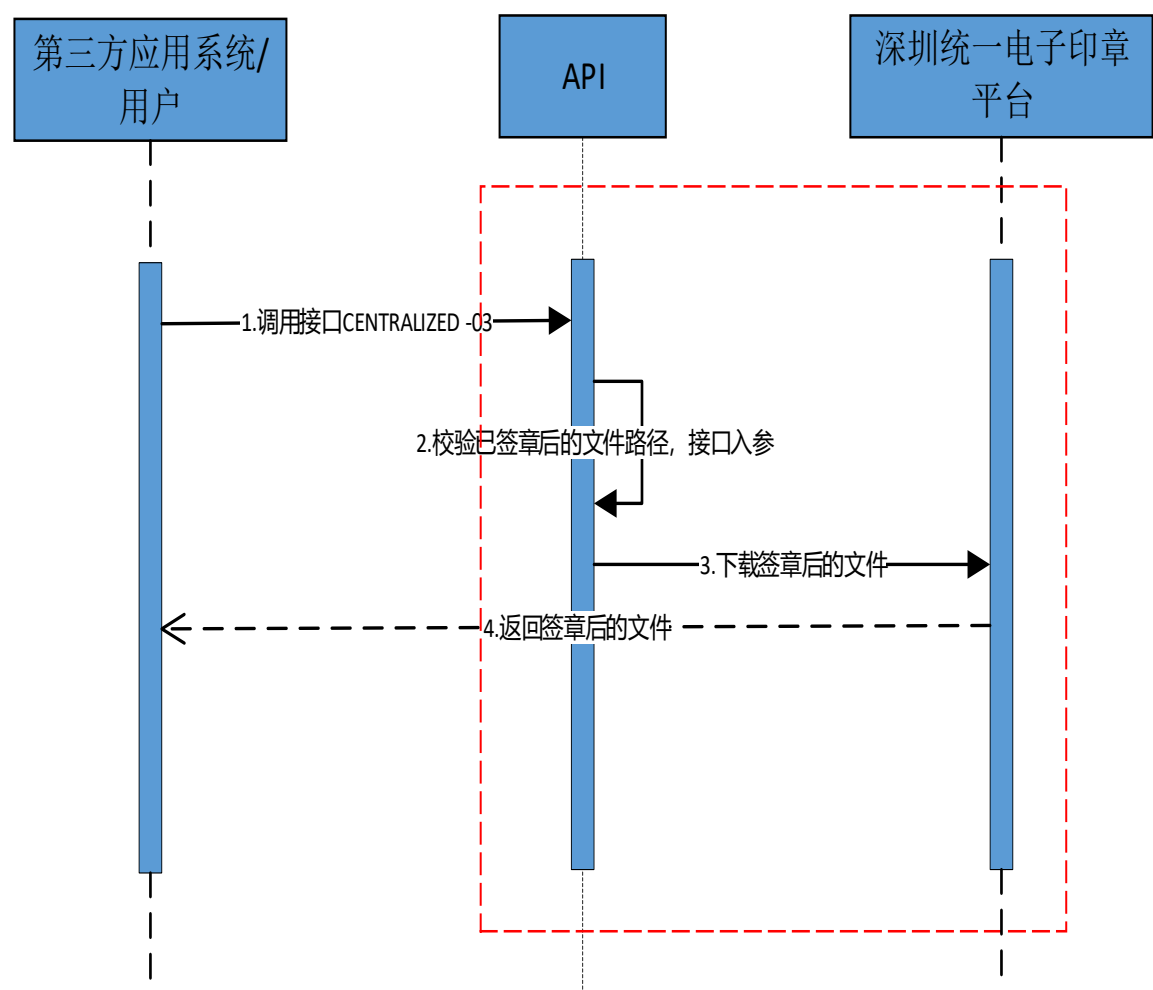 第三方应用系统/
用户
API
深圳统一电子印章
平台
1.调用接口CENTRALIZED -03
2.校验已签章后的文件路径，接口入参
3.下载签章后的文件
4.返回签章后的文件